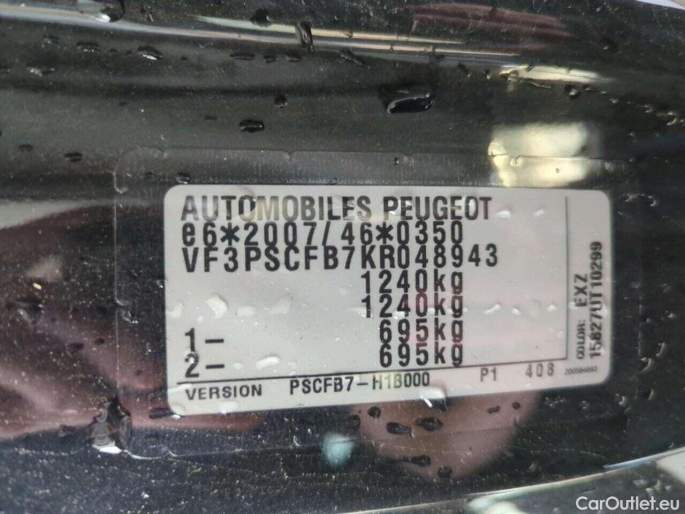 AUTOMOBILES PEUGEOT
e6*2007/46*0350
VF3PSCFB7KR048943
1240kg
1240kg
1- 695kg
2- 695kg
VERSION PSCFB7-H1B000 P1 408
COLOR: EXZ
15827UT10299
CarOutlet.eu